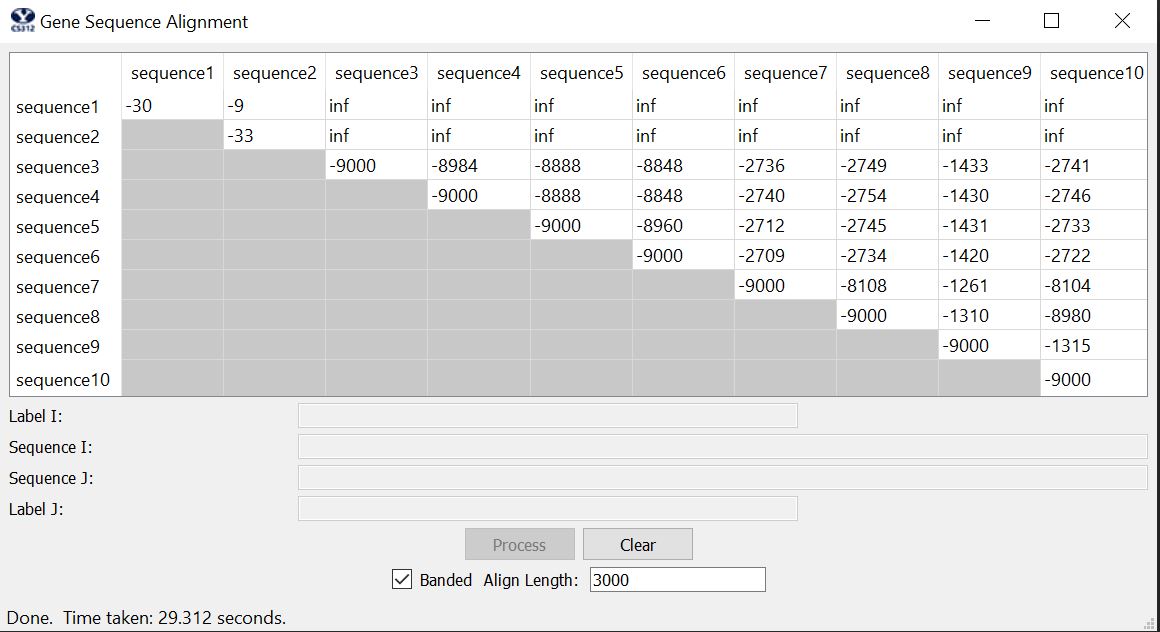 CS312 Gene Sequence Alignment
sequence1 sequence2 sequence3 sequence4 sequence5 sequence6 sequence7 sequence8 sequence9 sequence10
sequence1 -30 -9 inf inf inf inf inf inf inf inf
sequence2 -33 inf inf inf inf inf inf inf inf
sequence3 -9000 -8984 -8888 -8848 -2736 -2749 -1433 -2741
sequence4 -9000 -8888 -8848 -2740 -2754 -1430 -2746
sequence5 -9000 -8960 -2712 -2745 -1431 -2733
sequence6 -9000 -2709 -2734 -1420 -2722
sequence7 -9000 -8108 -1261 -8104
sequence8 -9000 -1310 -8980
sequence9 -9000 -1315
sequence10 -9000
Label I:
Sequence I:
Sequence J:
Label J:
Process Clear
Banded Align Length: 3000
Done. Time taken: 29.312 seconds.